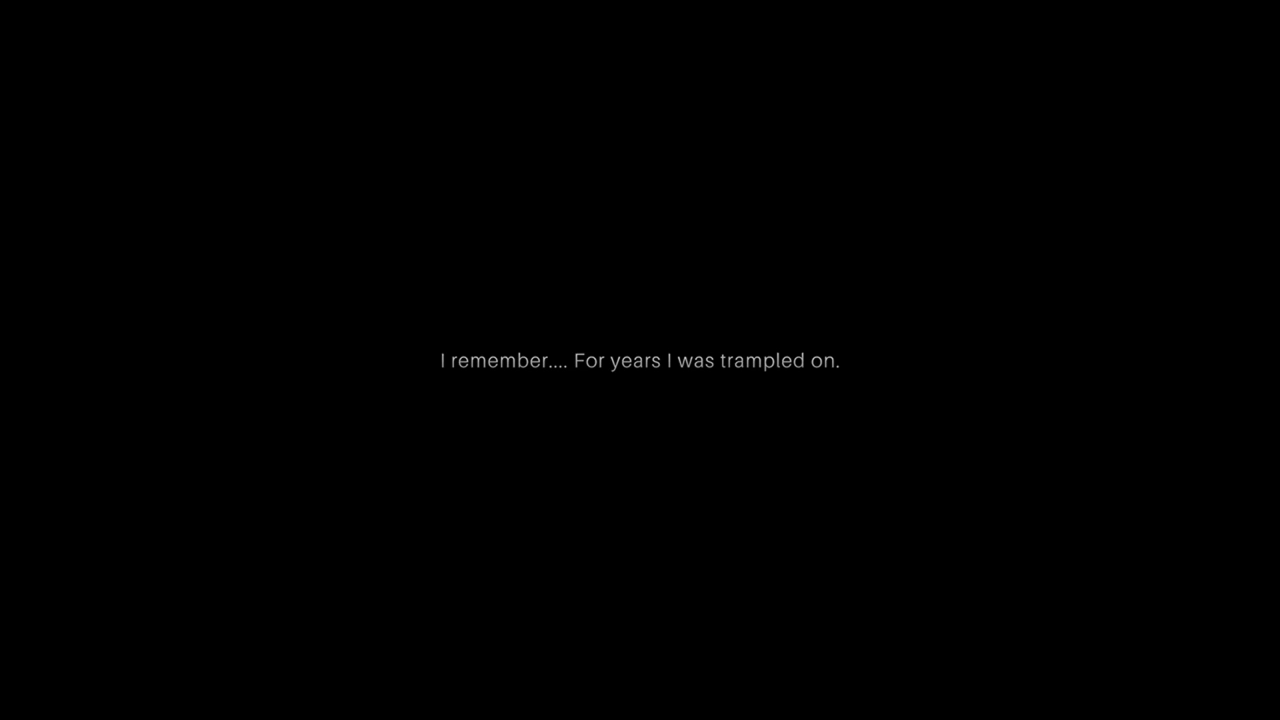 I remember.... For years I was trampled on.